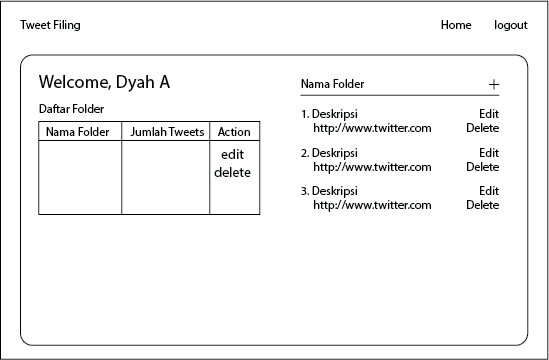 Tweet Filing Home logout
Welcome, Dyah A
Daftar Folder
Nama Folder Jumlah Tweets Action
edit
delete
Nama Folder +
1. Deskripsi Edit
http://www.twitter.com Delete
2. Deskripsi Edit
http://www.twitter.com Delete
3. Deskripsi Edit
http://www.twitter.com Delete